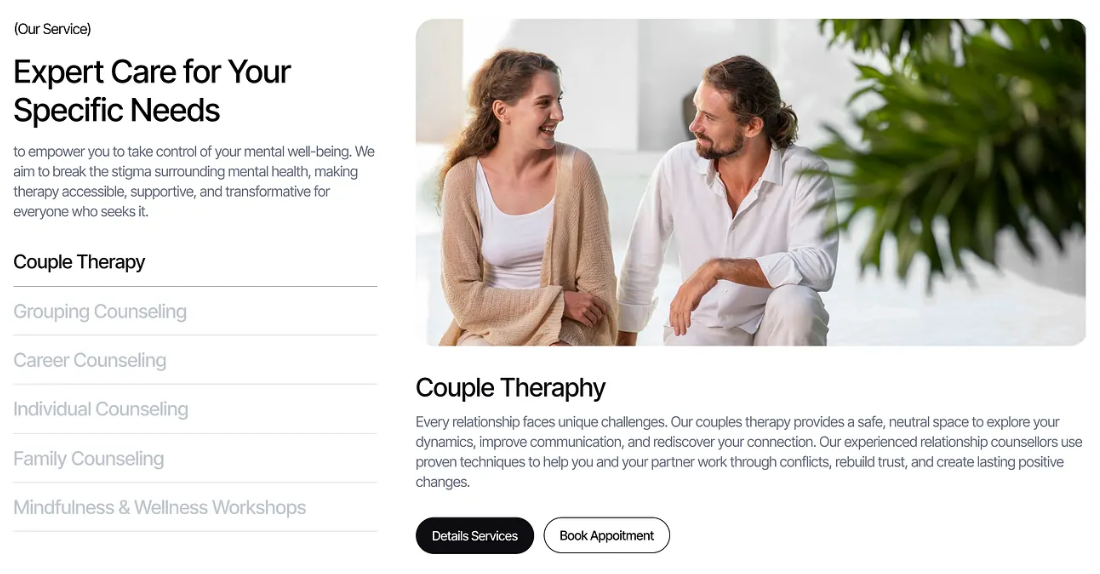 (Our Service)
Expert Care for Your
Specific Needs
to empower you to take control of your mental well-being. We
aim to break the stigma surrounding mental health, making
therapy accessible, supportive, and transformative for
everyone who seeks it.
Couple Therapy
Grouping Counseling
Career Counseling
Individual Counseling
Family Counseling
Mindfulness & Wellness Workshops
Couple Theraphy
Every relationship faces unique challenges. Our couples therapy provides a safe, neutral space to explore your
dynamics, improve communication, and rediscover your connection. Our experienced relationship counsellors use
proven techniques to help you and your partner work through conflicts, rebuild trust, and create lasting positive
changes.
Details Services
Book Appoitment